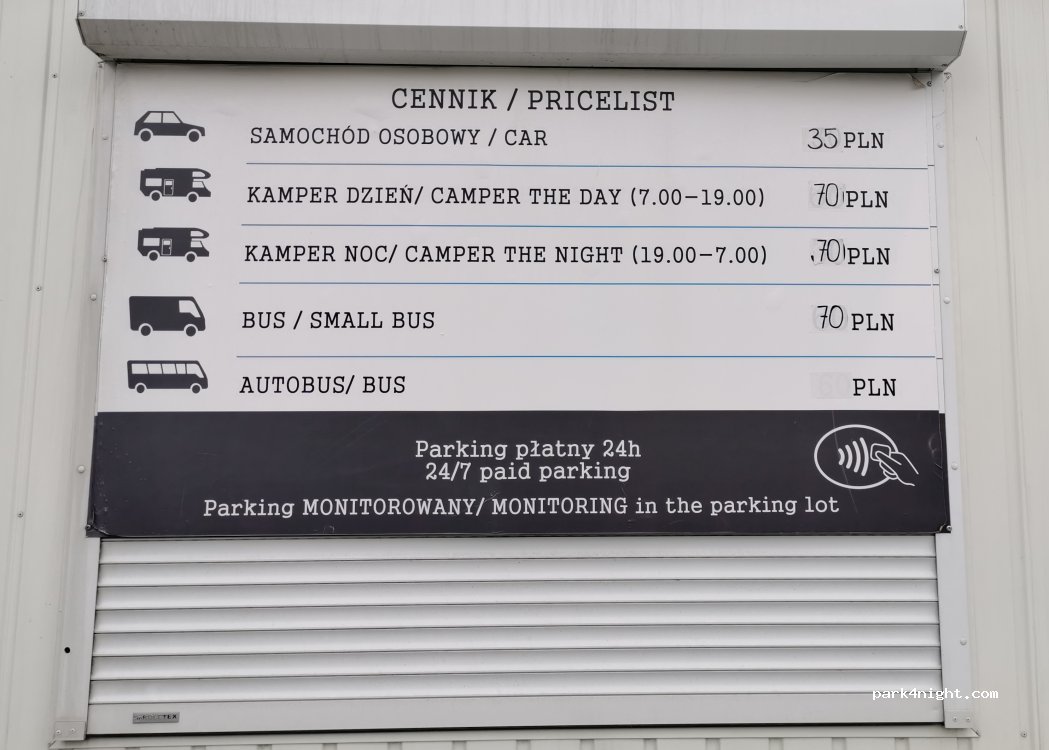 CENNIK / PRICELIST
SAMOCHÓD OSOBOWY / CAR 35 PLN
KAMPER DZIEŃ/ CAMPER THE DAY (7.00-19.00) 70 PLN
KAMPER NOC/ CAMPER THE NIGHT (19.00-7.00) 70 PLN
BUS / SMALL BUS 70 PLN
AUTOBUS/ BUS PLN
Parking płatny 24h
24/7 paid parking
Parking MONITOROWANY/ MONITORING in the parking lot
park4night.com